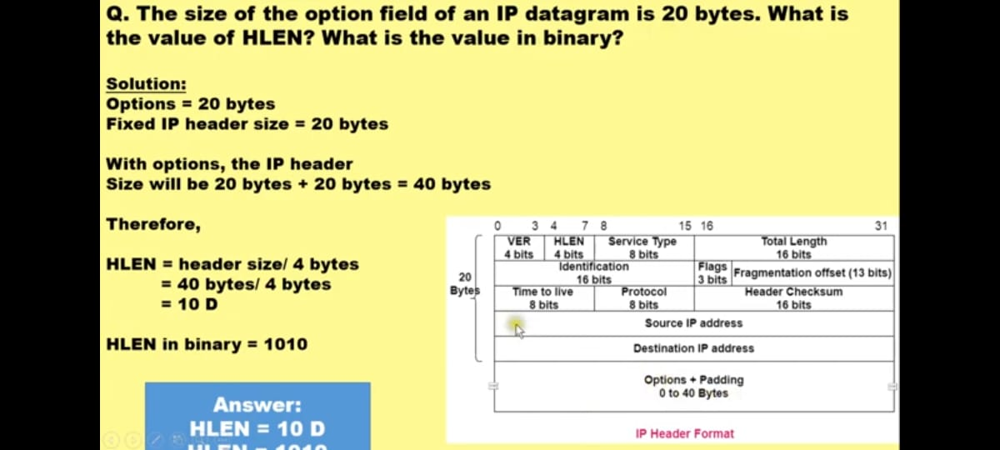 Q. The size of the option field of an IP datagram is 20 bytes. What is
the value of HLEN? What is the value in binary?
Solution:
Options = 20 bytes
Fixed IP header size = 20 bytes
With options, the IP header
Size will be 20 bytes + 20 bytes = 40 bytes
Therefore,
HLEN = header size/ 4 bytes
= 40 bytes/ 4 bytes
= 10 D
HLEN in binary = 1010
Answer:
HLEN = 10 D
HLEN = 1010
0 3 4 7 8 15 16 31
VER HLEN Service Type Total Length
4 bits 4 bits 8 bits 16 bits
Identification Flags Fragmentation offset (13 bits)
16 bits 3 bits
20
Bytes
Time to live Protocol Header Checksum
8 bits 8 bits 16 bits
Source IP address
Destination IP address
Options + Padding
0 to 40 Bytes
IP Header Format